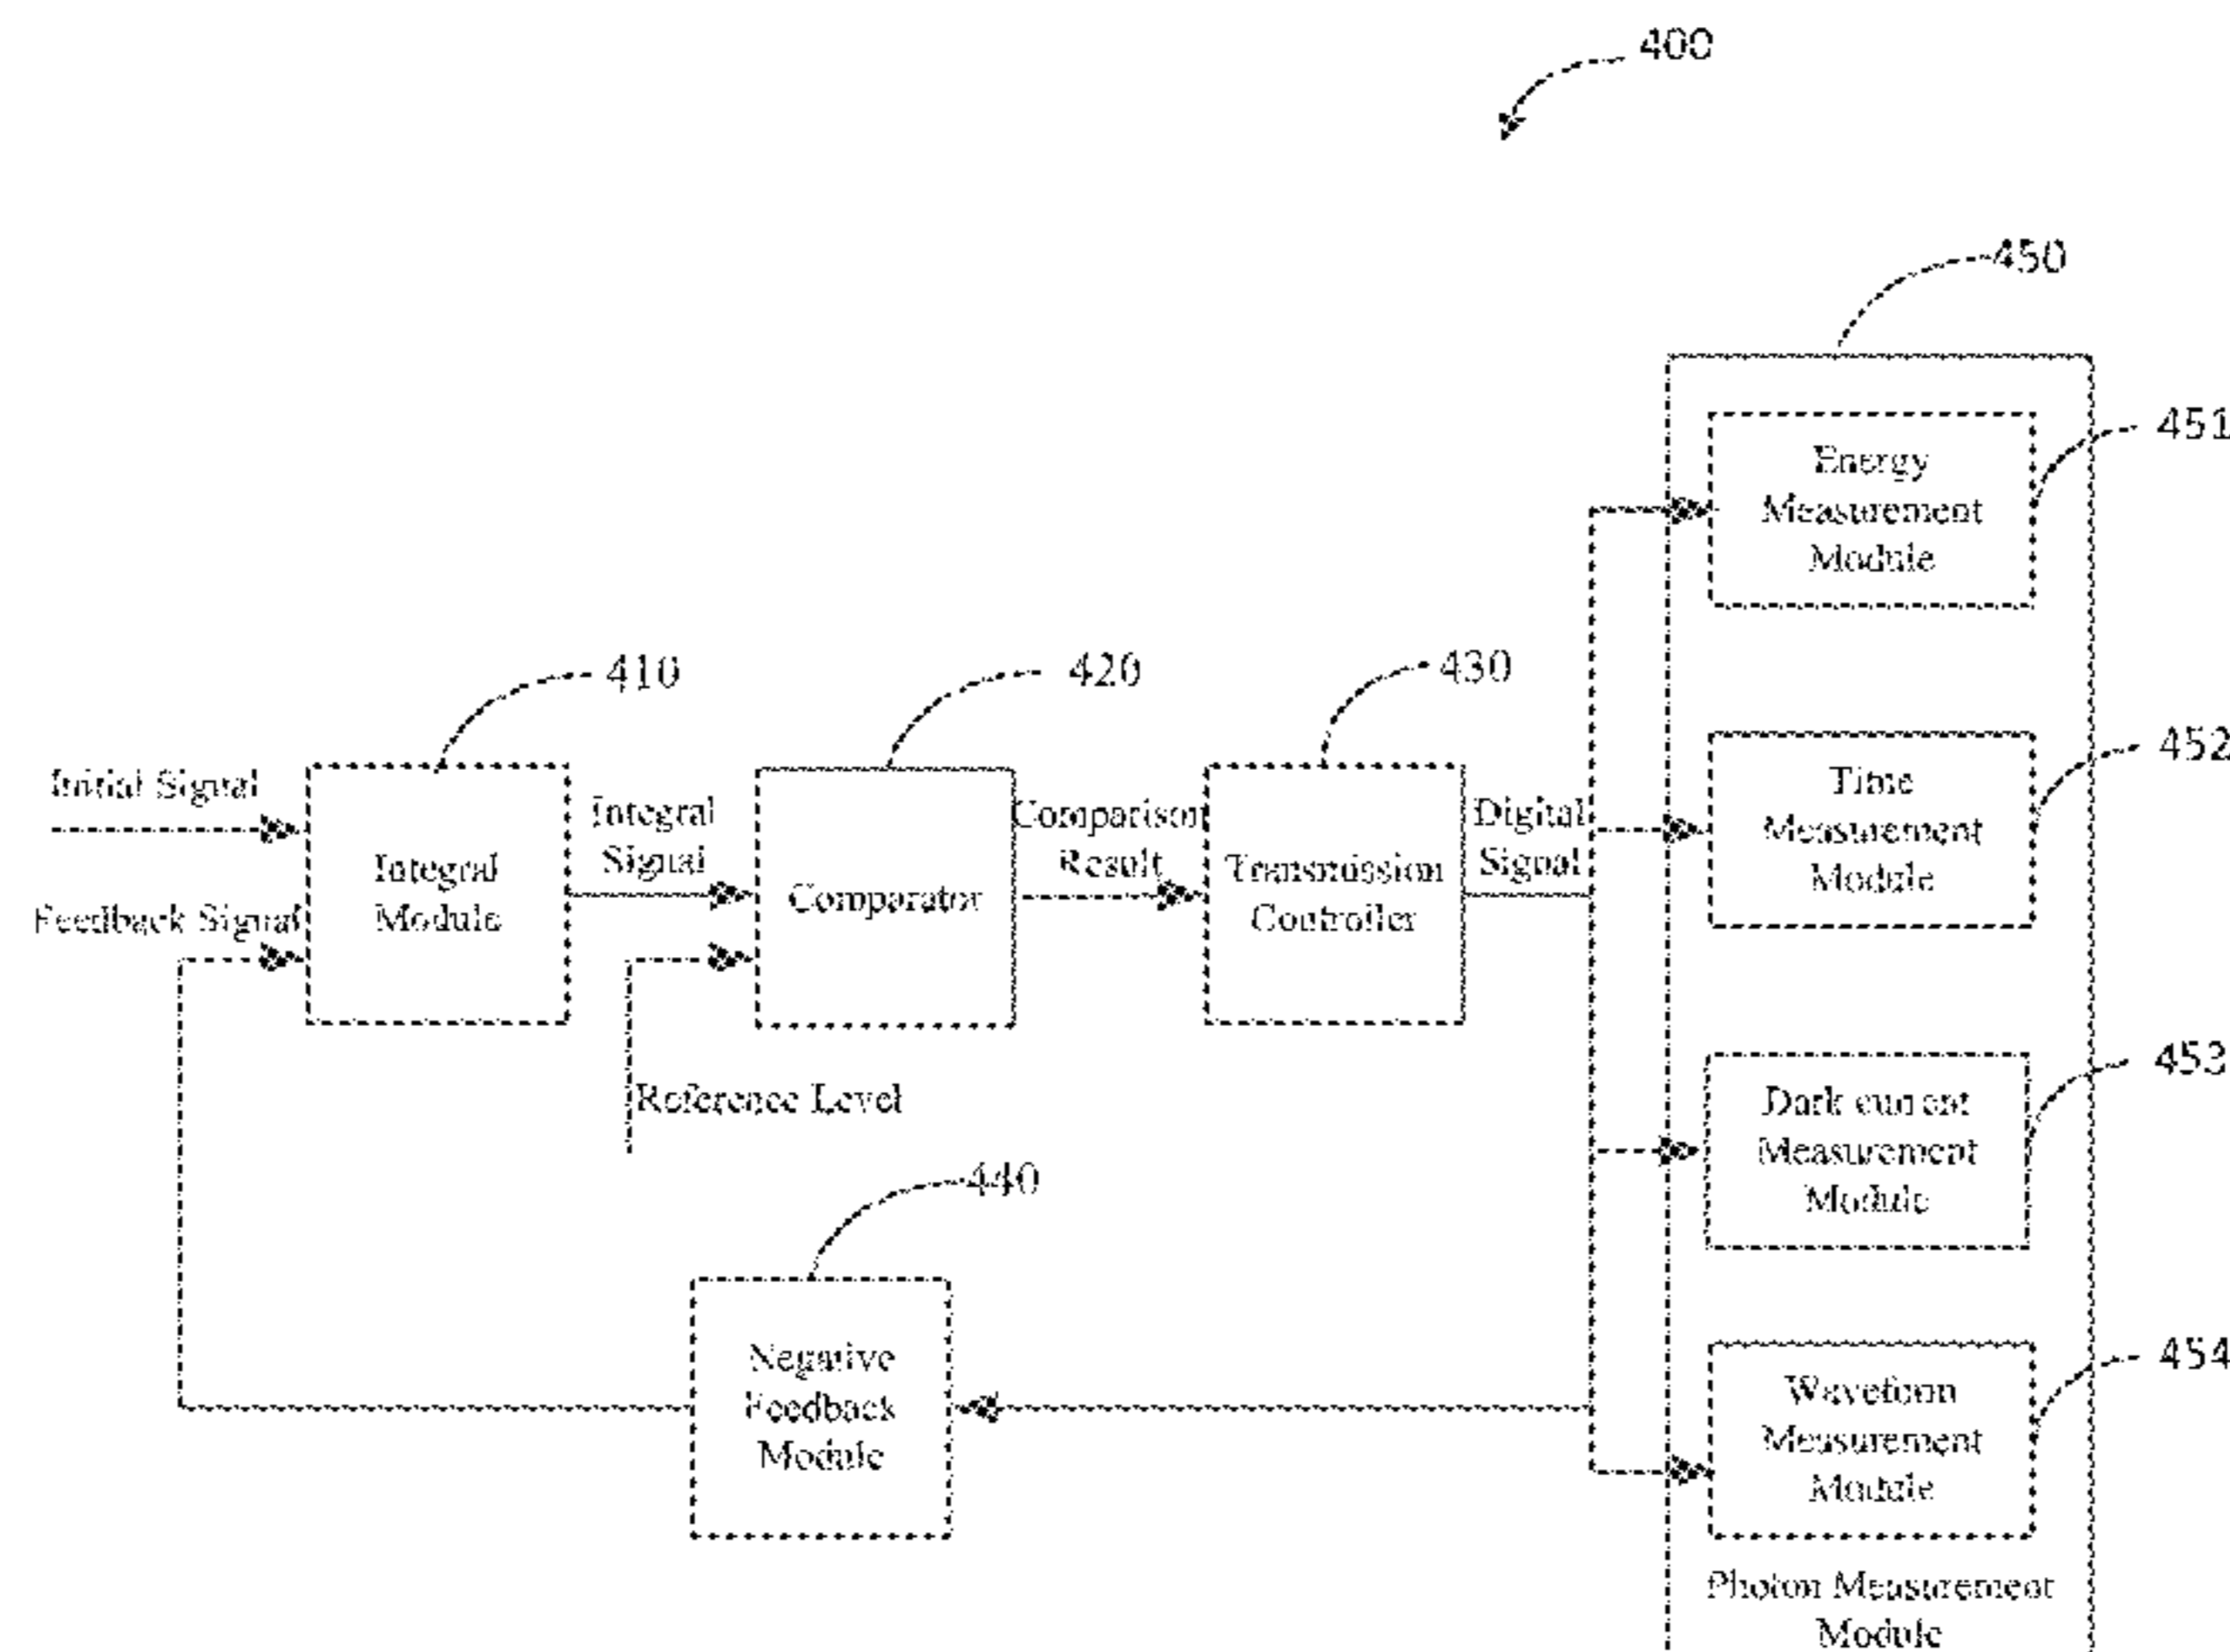 400
450
451
Energy
Measurement
Module
410
420
430
452
Initial Signal
Integral
Signal
Comparison
Result
Digital
Signal
Time
Measurement
Module
Integral
Module
Comparator
Transmission
Controller
Feedback Signal
Reference Level
453
Dark current
Measurement
Module
440
Negative
Feedback
Module
454
Waveform
Measurement
Module
Photon Measurement
Module